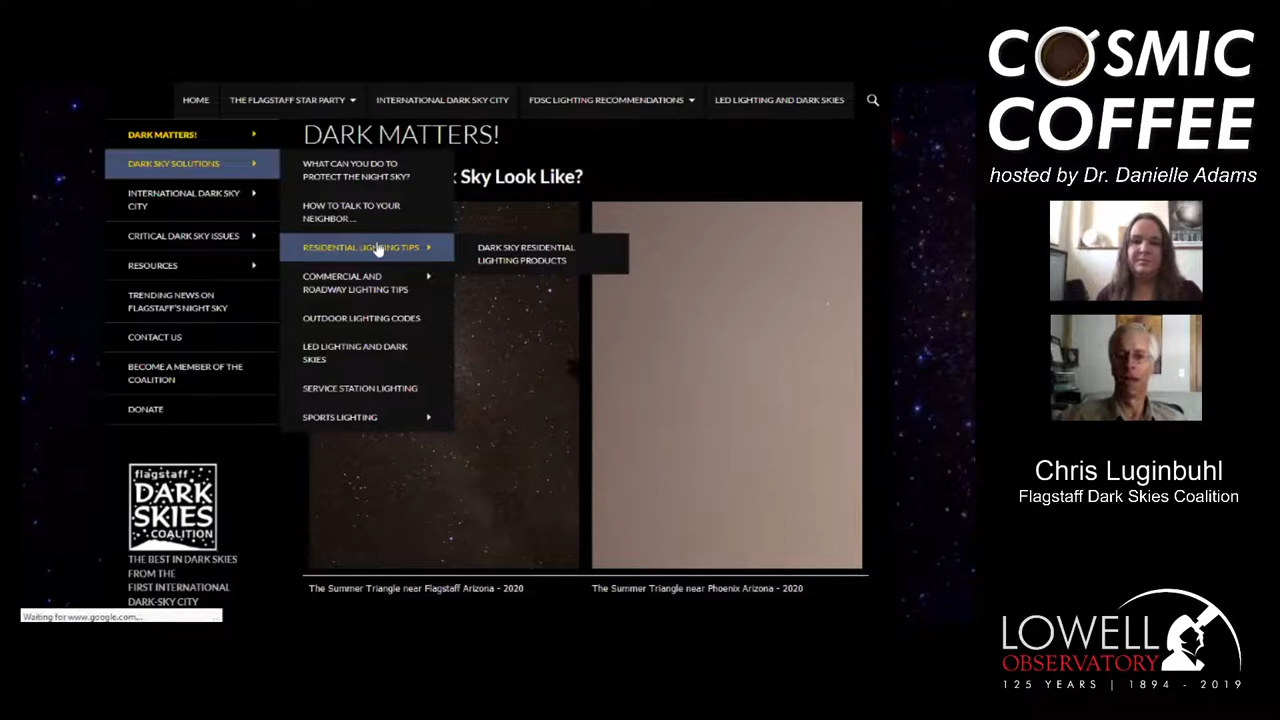 HOME
THE FLAGSTAFF STAR PARTY
INTERNATIONAL DARK SKY CITY
FDSC LIGHTING RECOMMENDATIONS
LED LIGHTING AND DARK SKIES
DARK MATTERS!
DARK SKY SOLUTIONS
INTERNATIONAL DARK SKY
CITY
CRITICAL DARK SKY ISSUES
RESOURCES
TRENDING NEWS ON
FLAGSTAFF'S NIGHT SKY
CONTACT US
BECOME A MEMBER OF THE
COALITION
DONATE
flagstaff
DARK
SKIES
COALITION
THE BEST IN DARK SKIES
FROM THE
FIRST INTERNATIONAL
DARK-SKY CITY
Waiting for www.google.com...
DARK MATTERS!
Sky Look Like?
WHAT CAN YOU DO TO
PROTECT THE NIGHT SKY?
HOW TO TALK TO YOUR
NEIGHBOR ...
RESIDENTIAL LIGHTING TIPS
COMMERCIAL AND
ROADWAY LIGHTING TIPS
OUTDOOR LIGHTING CODES
LED LIGHTING AND DARK
SKIES
SERVICE STATION LIGHTING
SPORTS LIGHTING
DARK SKY RESIDENTIAL
LIGHTING PRODUCTS
The Summer Triangle near Flagstaff Arizona - 2020
The Summer Triangle near Phoenix Arizona - 2020
COSMIC
COFFEE
hosted by Dr. Danielle Adams
Chris Luginbuhl
Flagstaff Dark Skies Coalition
LOWELL
OBSERVATORY
125 YEARS | 1894 - 2019